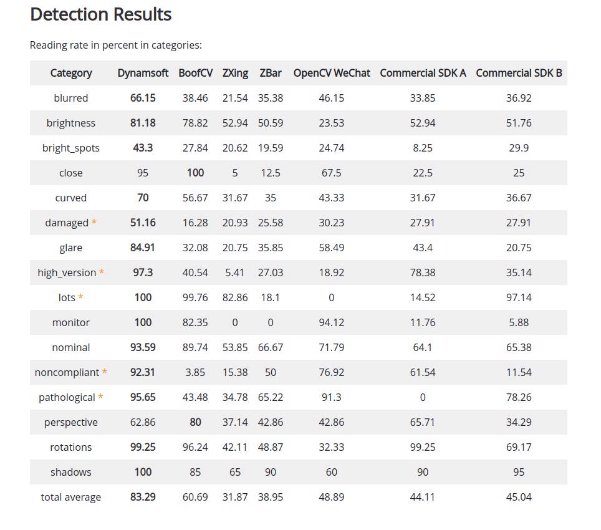 Detection Results
Reading rate in percent in categories:
Category Dynamsoft BoofCV ZXing ZBar OpenCV WeChat Commercial SDK A Commercial SDK B
blurred 66.15 38.46 21.54 35.38 46.15 33.85 36.92
brightness 81.18 78.82 52.94 50.59 23.53 52.94 51.76
bright_spots 43.3 27.84 20.62 19.59 24.74 8.25 29.9
close 95 100 5 12.5 67.5 22.5 25
curved 70 56.67 31.67 35 43.33 31.67 36.67
damaged * 51.16 16.28 20.93 25.58 30.23 27.91 27.91
glare 84.91 32.08 20.75 35.85 58.49 43.4 20.75
high_version * 97.3 40.54 5.41 27.03 18.92 78.38 35.14
lots * 100 99.76 82.86 18.1 0 14.52 97.14
monitor 100 82.35 0 0 94.12 11.76 5.88
nominal 93.59 89.74 53.85 66.67 71.79 64.1 65.38
noncompliant * 92.31 3.85 15.38 50 76.92 61.54 11.54
pathological * 95.65 43.48 34.78 65.22 91.3 0 78.26
perspective 62.86 80 37.14 42.86 42.86 65.71 34.29
rotations 99.25 96.24 42.11 48.87 32.33 99.25 69.17
shadows 100 85 65 90 60 90 95
total average 83.29 60.69 31.87 38.95 48.89 44.11 45.04